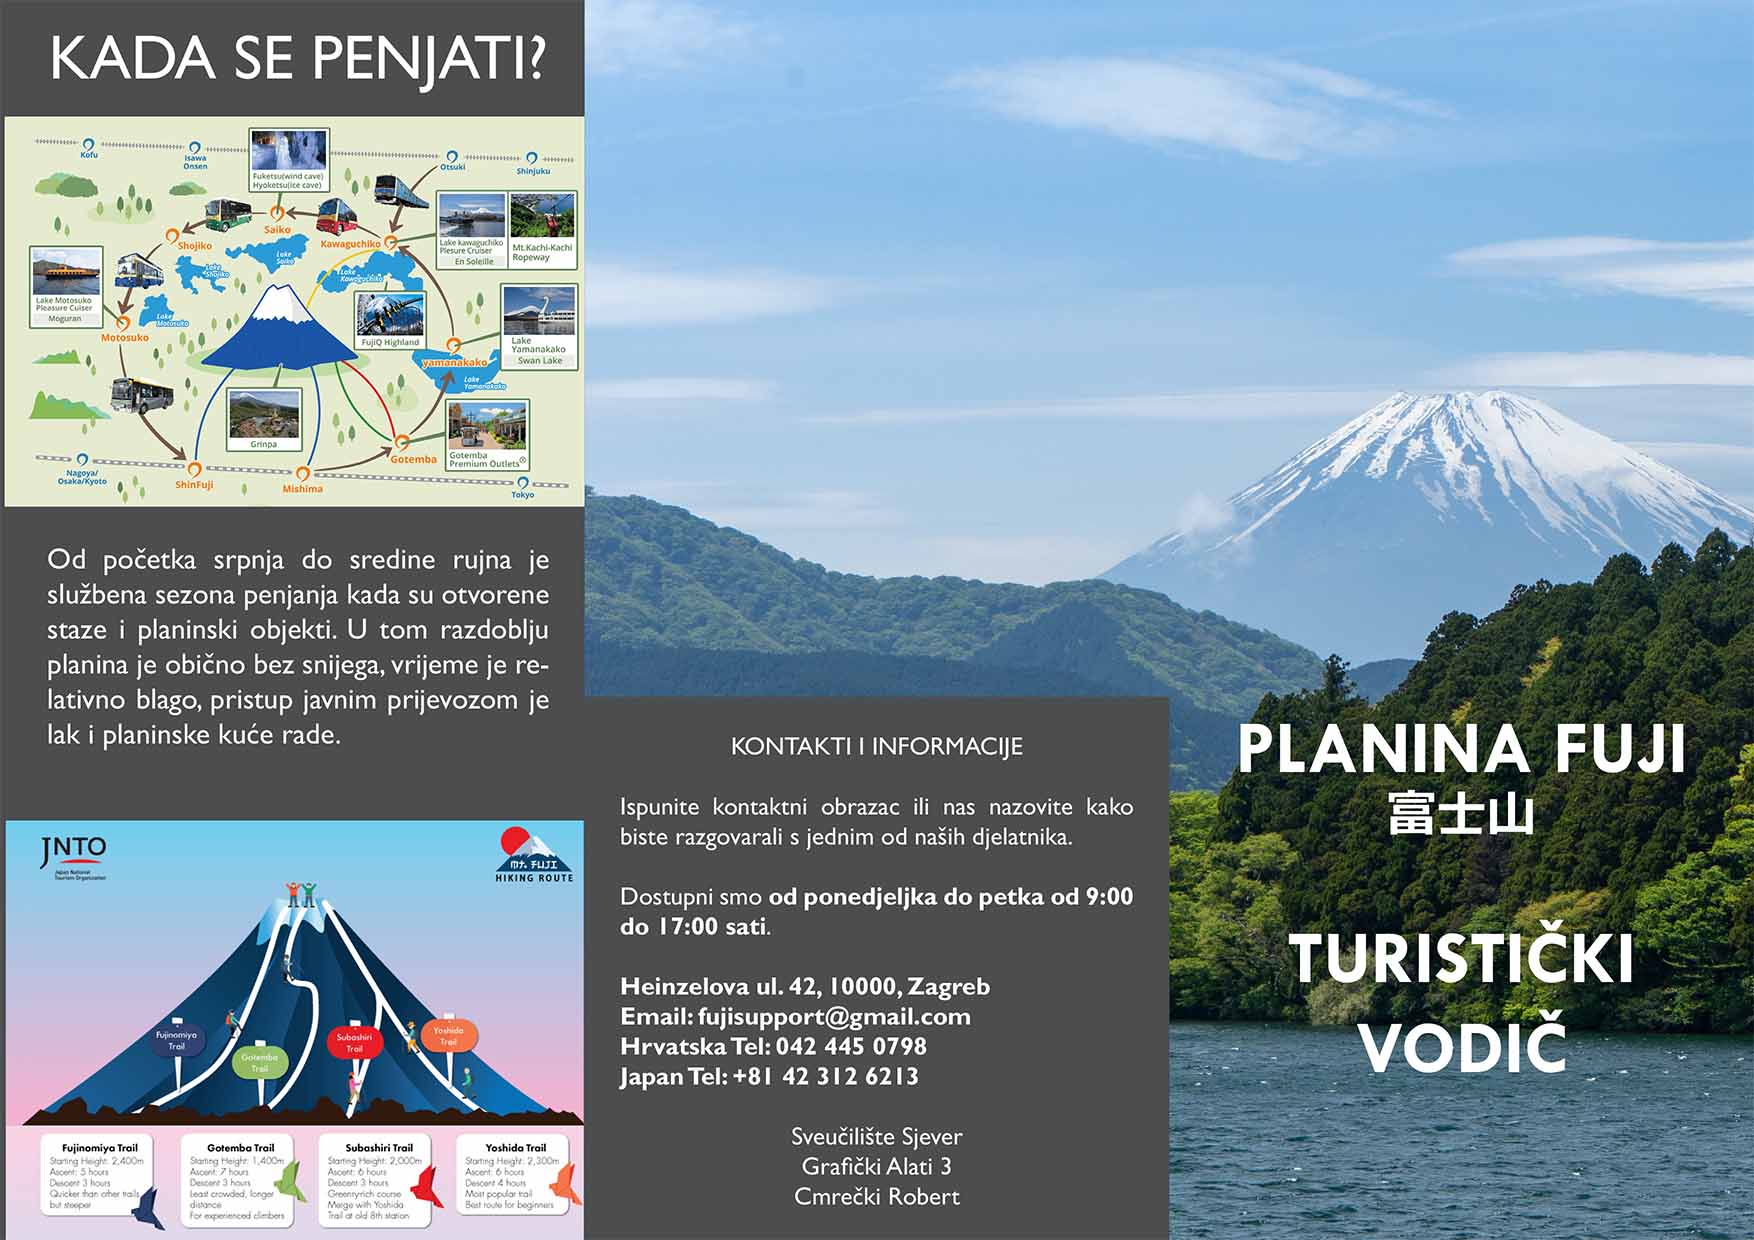 KADA SE PENJATI?
Kofu
Isawa
Onsen
Fuketsu(wind cave)
Hyoketsu(ice cave)
Otsuki
Shinjuku
Saiko
Shojiko
Kawaguchiko
Lake kawaguchiko
Plesure Cruiser
En Soleille
Mt.Kachi-Kachi
Ropeway
Lake
Saiko
Lake
Shojiko
Lake
Kawaguchiko
Lake Motosuko
Pleasure Cuiser
Moguran
Lake
Motosuko
Motosuko
FujiQ Highland
Lake
Yamanakako
Swan Lake
yamanakako
Lake
Yamanakako
Grinpa
Gotemba
Gotemba
Premium Outlets®
Nagoya/
Osaka/Kyoto
ShinFuji
Mishima
Tokyo
Od početka srpnja do sredine rujna je
službena sezona penjanja kada su otvorene
staze i planinski objekti. U tom razdoblju
planina je obično bez snijega, vrijeme je re-
lativno blago, pristup javnim prijevozom je
lak i planinske kuće rade.
JNTO
Japan National
Tourism Organization
Mt. FUJI
HIKING ROUTE
Fujinomiya
Trail
Gotemba
Trail
Subashiri
Trail
Yoshida
Trail
Fujinomiya Trail
Starting Height: 2,400m
Ascent: 5 hours
Descent 3 hours
Quicker than other trails
but steeper
Gotemba Trail
Starting Height: 1,400m
Ascent: 7 hours
Descent 3 hours
Least crowded, longer
distance
For experienced climbers
Subashiri Trail
Starting Height: 2,000m
Ascent: 6 hours
Descent 3 hours
Greenryrich course
Merge with Yoshida
Trail at old 8th station
Yoshida Trail
Starting Height: 2,300m
Ascent: 6 hours
Descent 4 hours
Most popular trail
Best route for beginners
KONTAKTI I INFORMACIJE
Ispunite kontaktni obrazac ili nas nazovite kako
biste razgovarali s jednim od naših djelatnika.
Dostupni smo od ponedjeljka do petka od 9:00
do 17:00 sati.
Heinzelova ul. 42, 10000, Zagreb
Email: fujisupport@gmail.com
Hrvatska Tel: 042 445 0798
Japan Tel: +81 42 312 6213
Sveučilište Sjever
Grafički Alati 3
Cmrečki Robert
PLANINA FUJI
富士山
TURISTIČKI
VODIČ